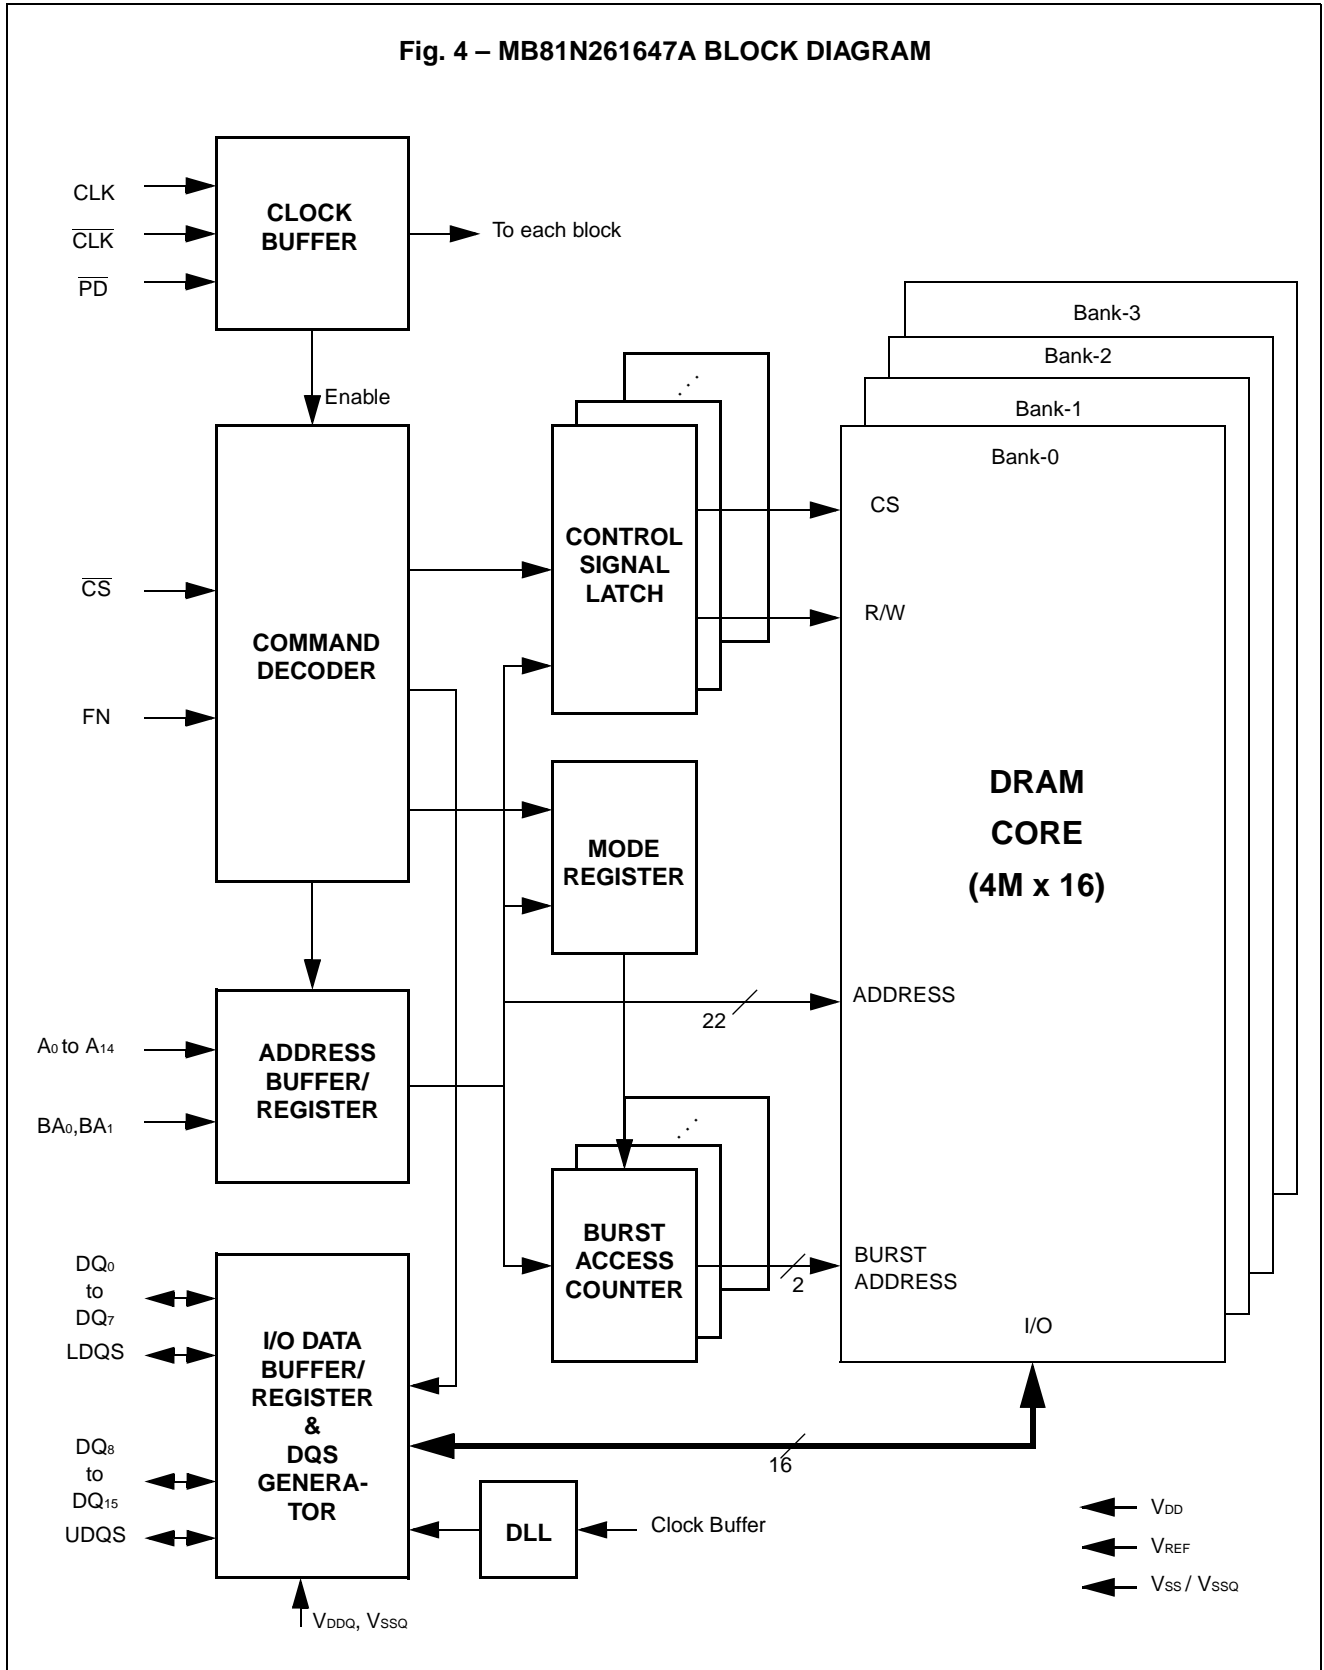 Fig. 4 – MB81N261647A BLOCK DIAGRAM
CLK
CLK
PD
CLOCK
BUFFER
To each block
Enable
CS
FN
COMMAND
DECODER
CONTROL
SIGNAL
LATCH
MODE
REGISTER
Bank-3
Bank-2
Bank-1
Bank-0
CS
R/W
DRAM
CORE
(4M x 16)
ADDRESS
22
A0 to A14
BA0,BA1
ADDRESS
BUFFER/
REGISTER
BURST
ACCESS
COUNTER
2
BURST
ADDRESS
I/O
DQ0
to
DQ7
LDQS
DQ8
to
DQ15
UDQS
I/O DATA
BUFFER/
REGISTER
&
DQS
GENERA-
TOR
16
DLL
Clock Buffer
VDDQ, VSSQ
VDD
VREF
VSS / VSSQ